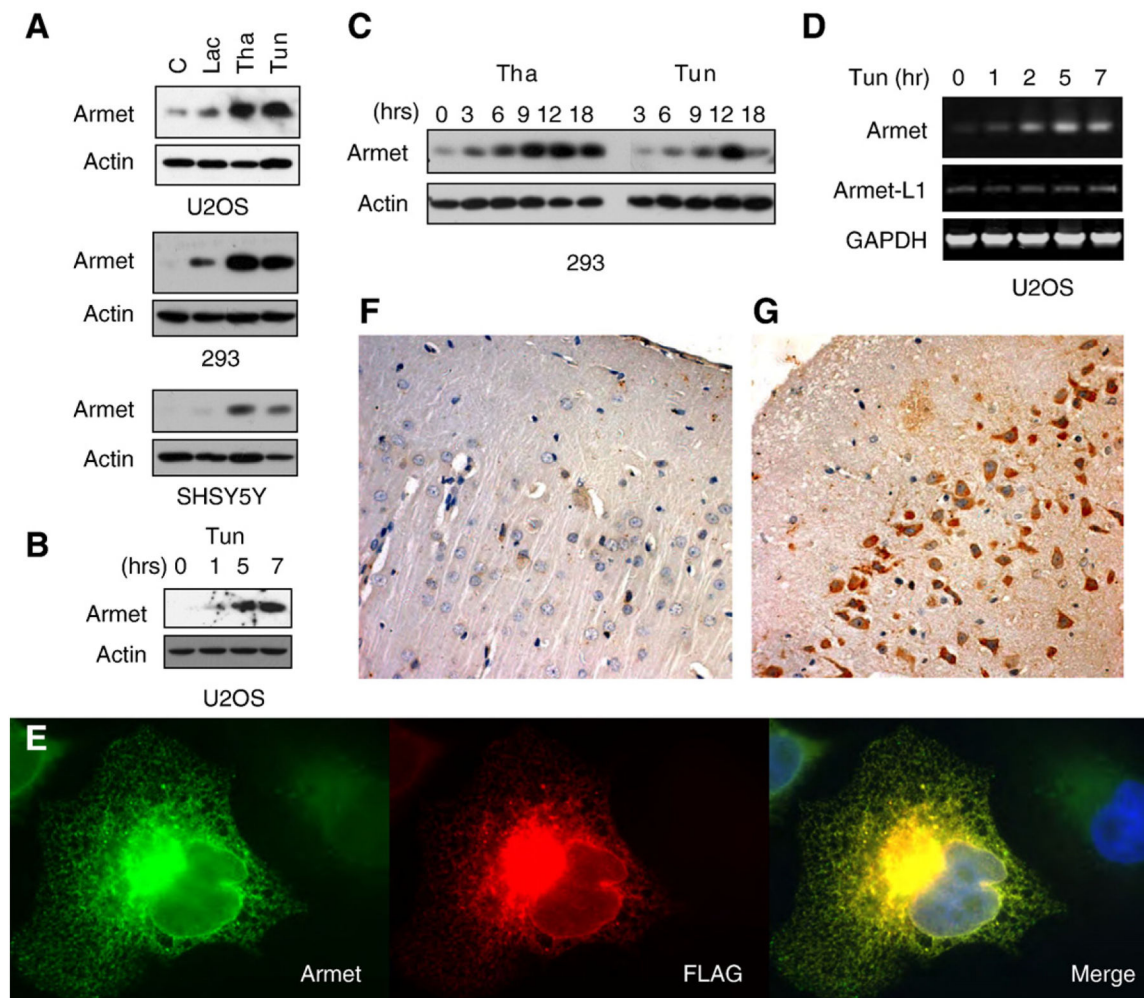 A
C Lac Tha Tun
Armet
Actin
U2OS
Armet
Actin
293
Armet
Actin
SHSY5Y
B
Tun
(hrs) 0 1 5 7
Armet
Actin
U2OS
C
Tha Tun
(hrs) 0 3 6 9 12 18 3 6 9 12 18
Armet
Actin
293
D
Tun (hr) 0 1 2 5 7
Armet
Armet-L1
GAPDH
U2OS
F
G
E
Armet FLAG Merge